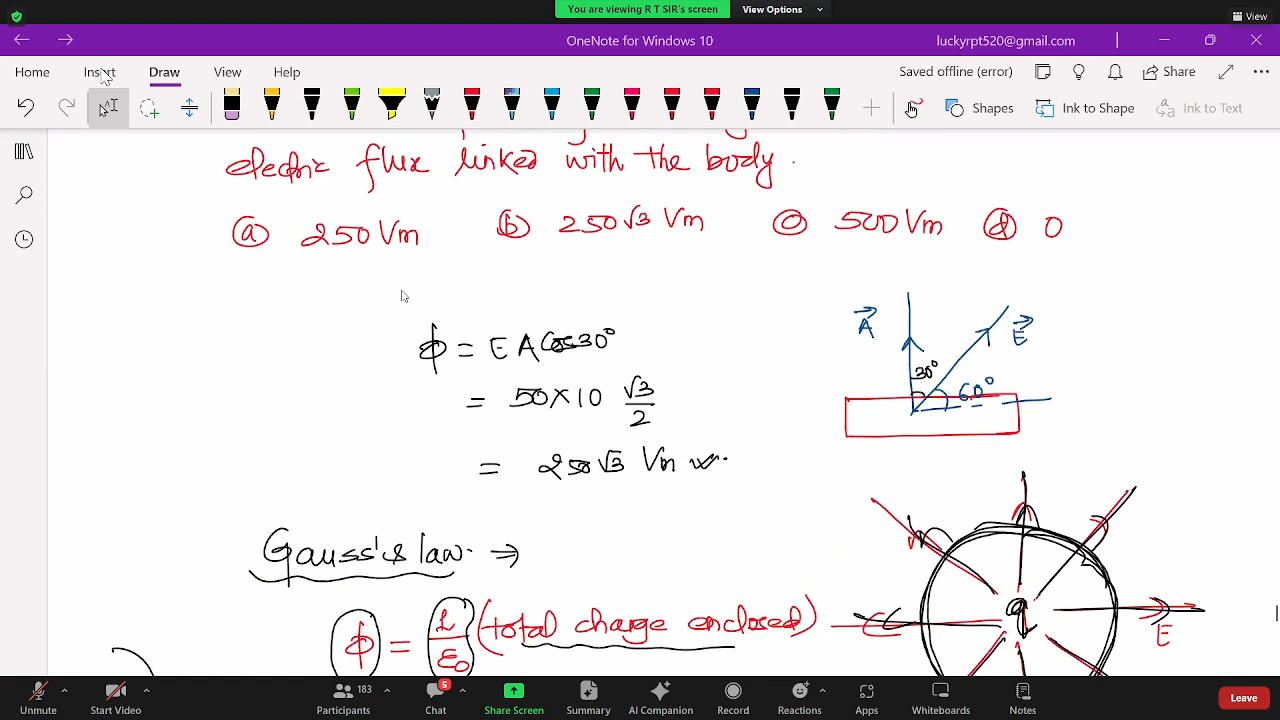 You are viewing R T SIR's screen
View Options
View
OneNote for Windows 10
luckyrpt520@gmail.com
Home Insert Draw View Help
Saved offline (error)
Share
Shapes
Ink to Shape
Ink to Text
electric flux linked with the body.
(a) 250 Vm (b) 250√3 Vm (c) 500 Vm (d) 0
ϕ = EA Cos30°
= 50×10 √3/2
= 250√3 Vm
A E
30° 60°
Gauss's law ⇒
ϕ = 1/ε0 (total charge enclosed)
q
E
Unmute
Start Video
183
Participants
5
Chat
Share Screen
Summary
AI Companion
Record
Reactions
Apps
Whiteboards
Notes
Leave